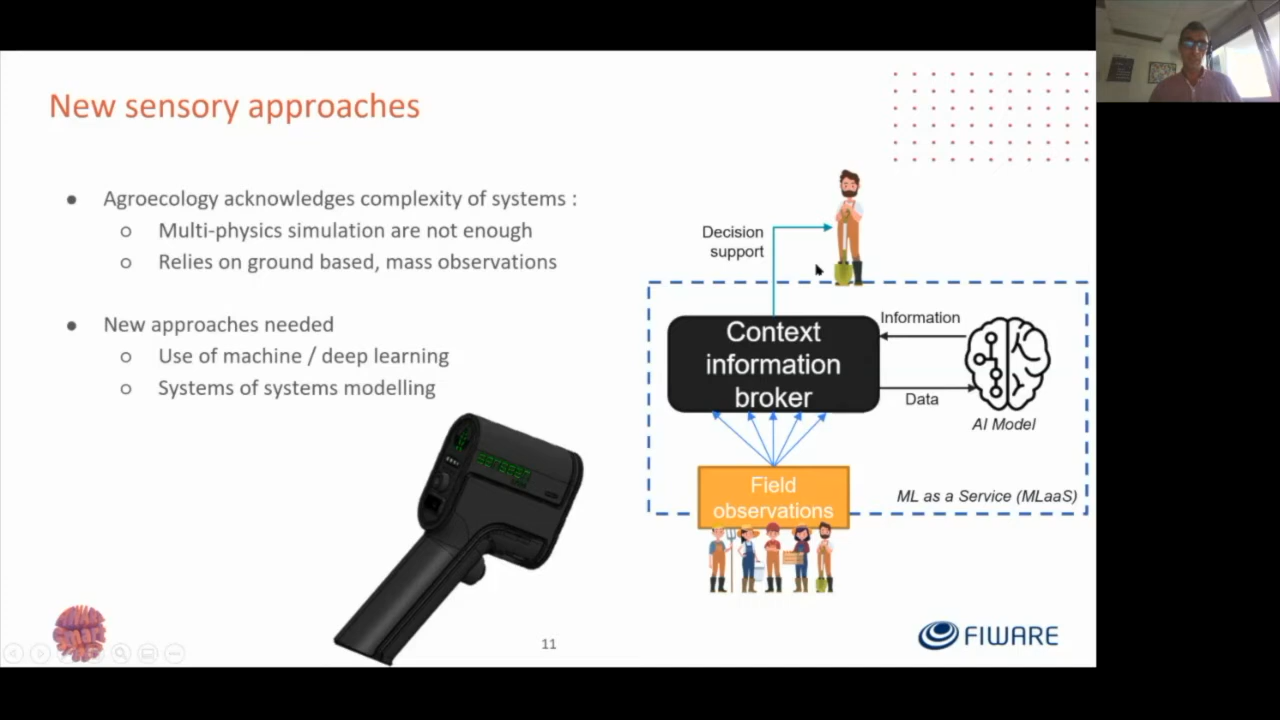 New sensory approaches
● Agroecology acknowledges complexity of systems :
○ Multi-physics simulation are not enough
○ Relies on ground based, mass observations
● New approaches needed
○ Use of machine / deep learning
○ Systems of systems modelling
Decision
support
Context
information
broker
Information
Data
AI Model
Field
observations
ML as a Service (MLaaS)
Smart
11
FIWARE